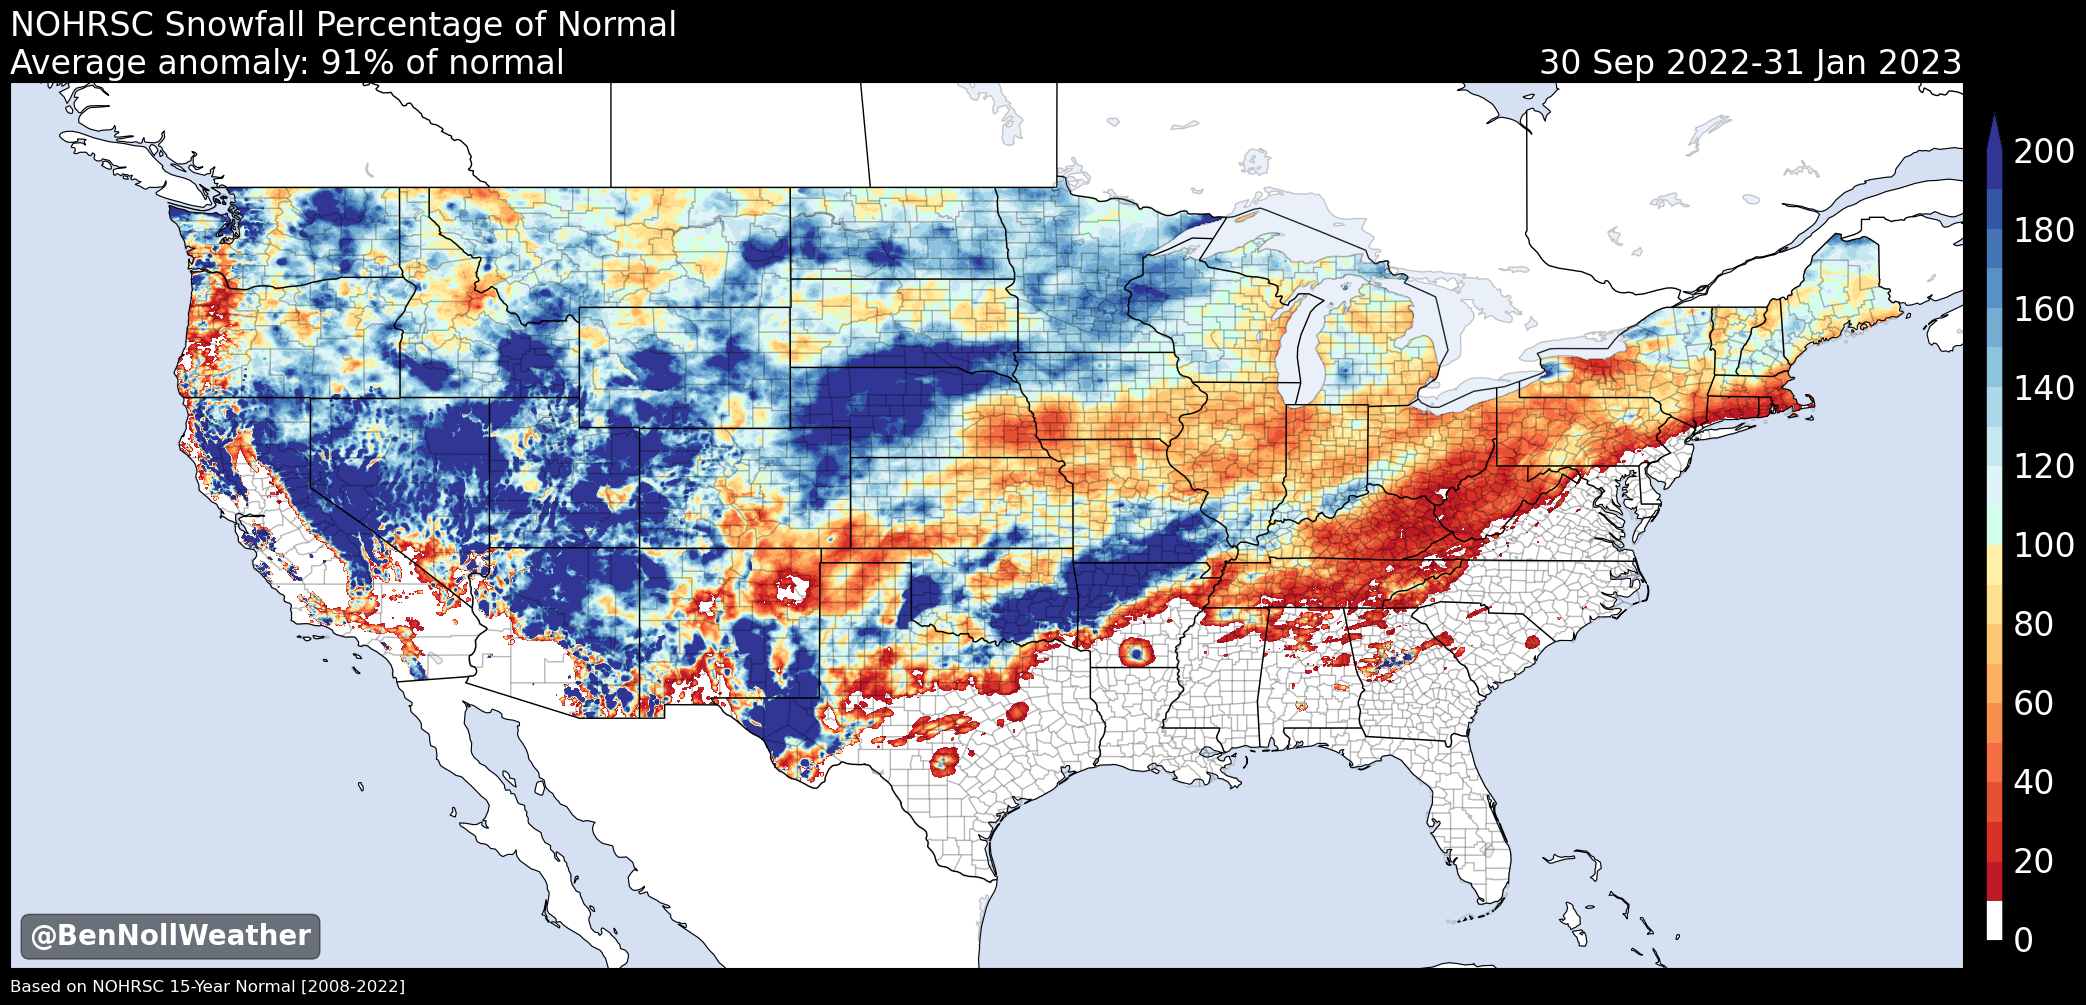 NOHRSC Snowfall Percentage of Normal
Average anomaly: 91% of normal
30 Sep 2022-31 Jan 2023
200
180
160
140
120
100
80
60
40
20
0
@BenNollWeather
Based on NOHRSC 15-Year Normal [2008-2022]